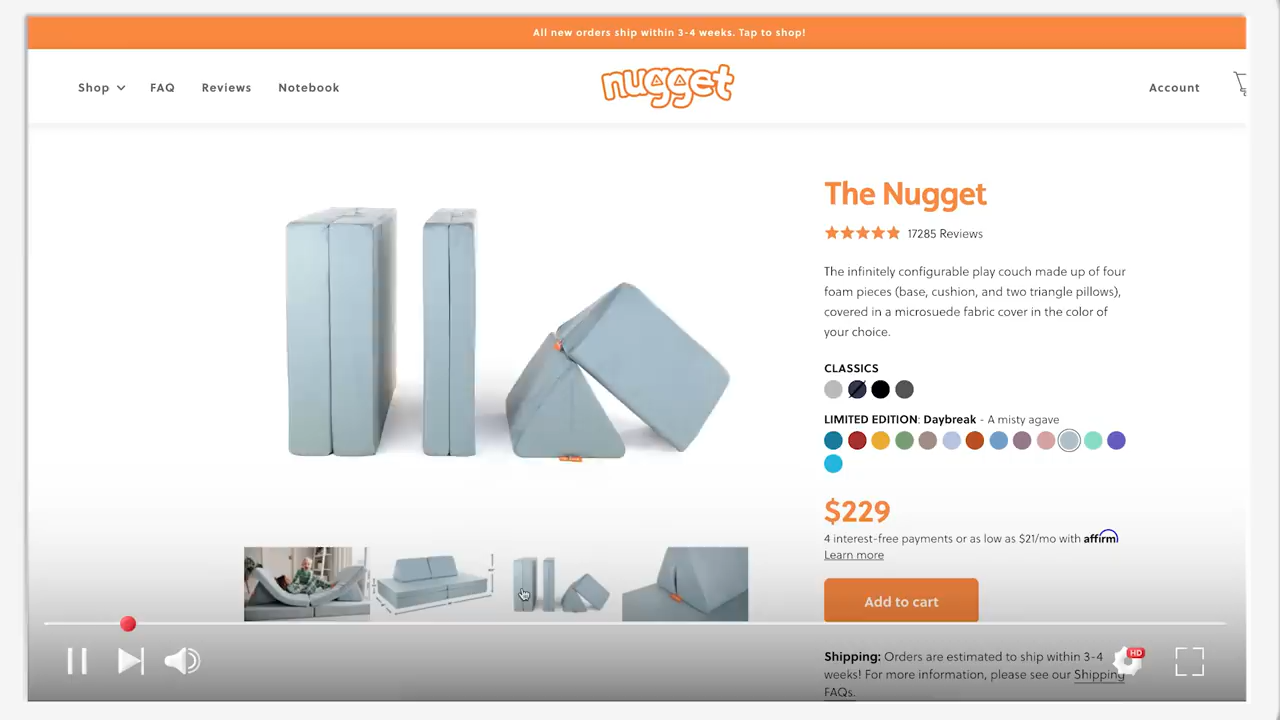 All new orders ship within 3-4 weeks. Tap to shop!
Shop FAQ Reviews Notebook
nugget
Account
The Nugget
17285 Reviews
The infinitely configurable play couch made up of four
foam pieces (base, cushion, and two triangle pillows),
covered in a microsuede fabric cover in the color of
your choice.
CLASSICS
LIMITED EDITION: Daybreak - A misty agave
$229
4 interest-free payments or as low as $21/mo with affirm
Learn more
Add to cart
Shipping: Orders are estimated to ship within 3-4
weeks! For more information, please see our Shipping
FAQs.
HD